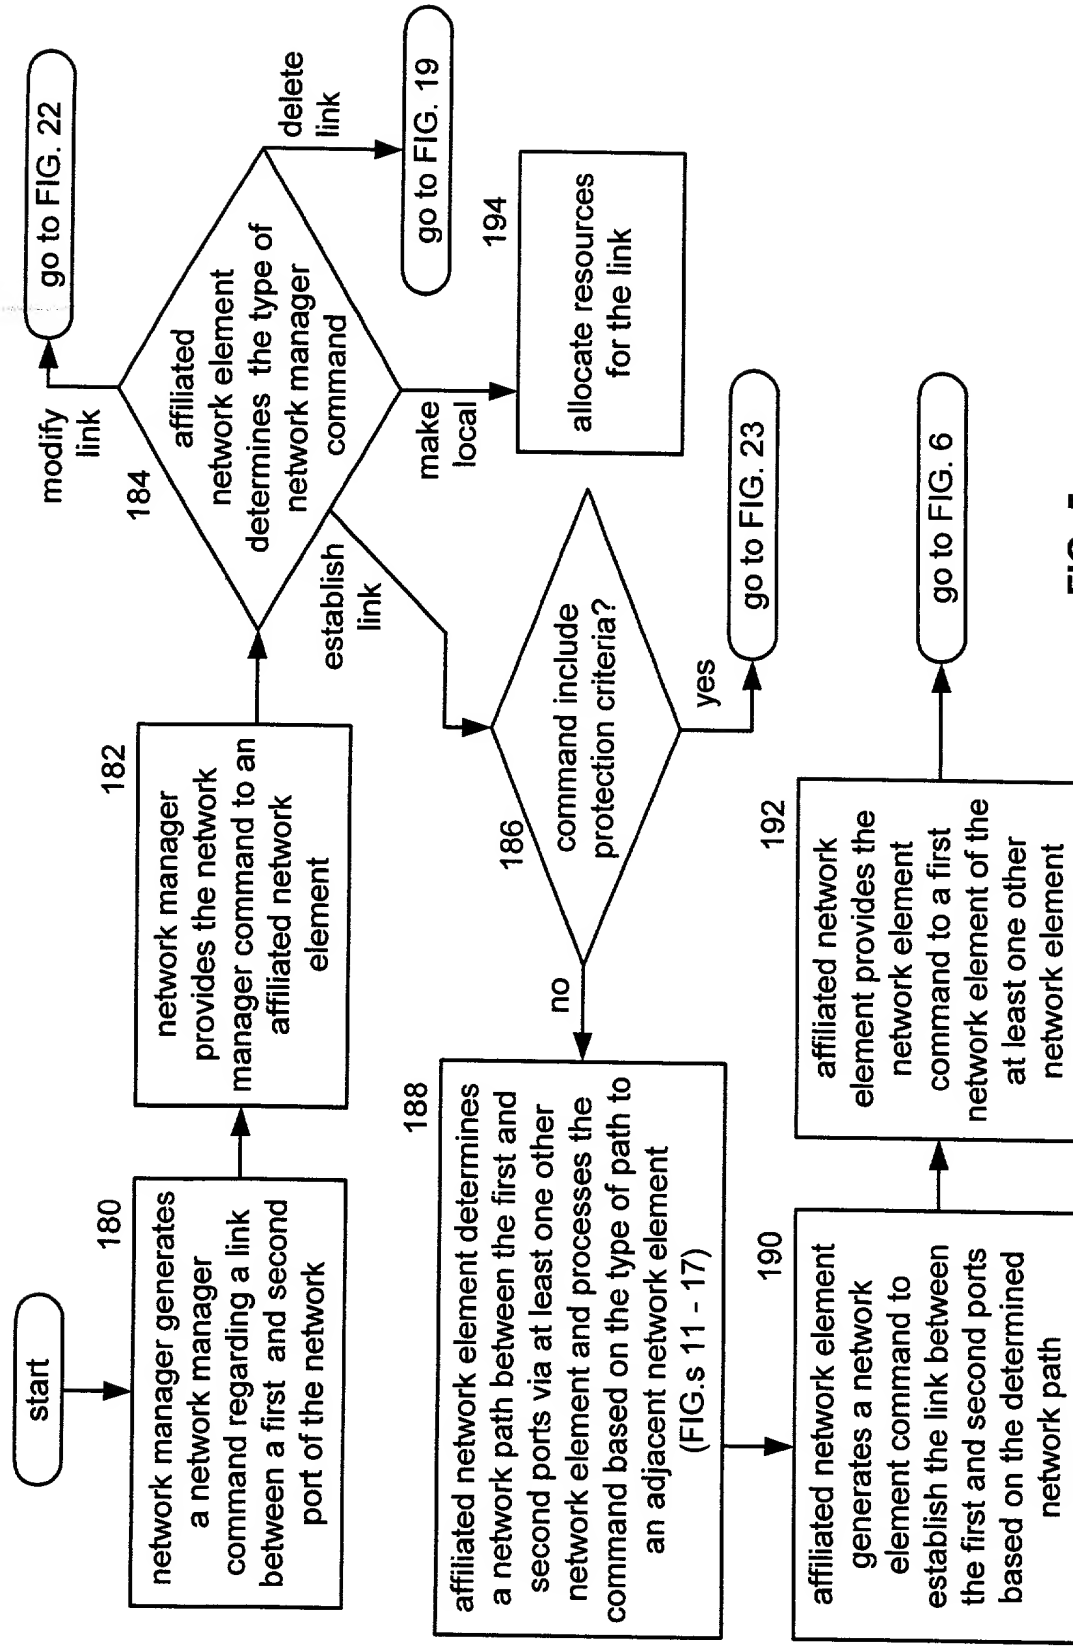 start
180
network manager generates
a network manager
command regarding a link
between a first and second
port of the network
182
network manager
provides the network
manager command to an
affiliated network
element
184
affiliated
network element
determines the type of
network manager
command
modify
link
go to FIG. 22
delete
link
go to FIG. 19
make
local
194
allocate resources
for the link
establish
link
186
command include
protection criteria?
yes
go to FIG. 23
no
188
affiliated network element determines
a network path between the first and
second ports via at least one other
network element and processes the
command based on the type of path to
an adjacent network element
(FIG.s 11 - 17)
190
affiliated network element
generates a network
element command to
establish the link between
the first and second ports
based on the determined
network path
192
affiliated network
element provides the
network element
command to a first
network element of the
at least one other
network element
go to FIG. 6